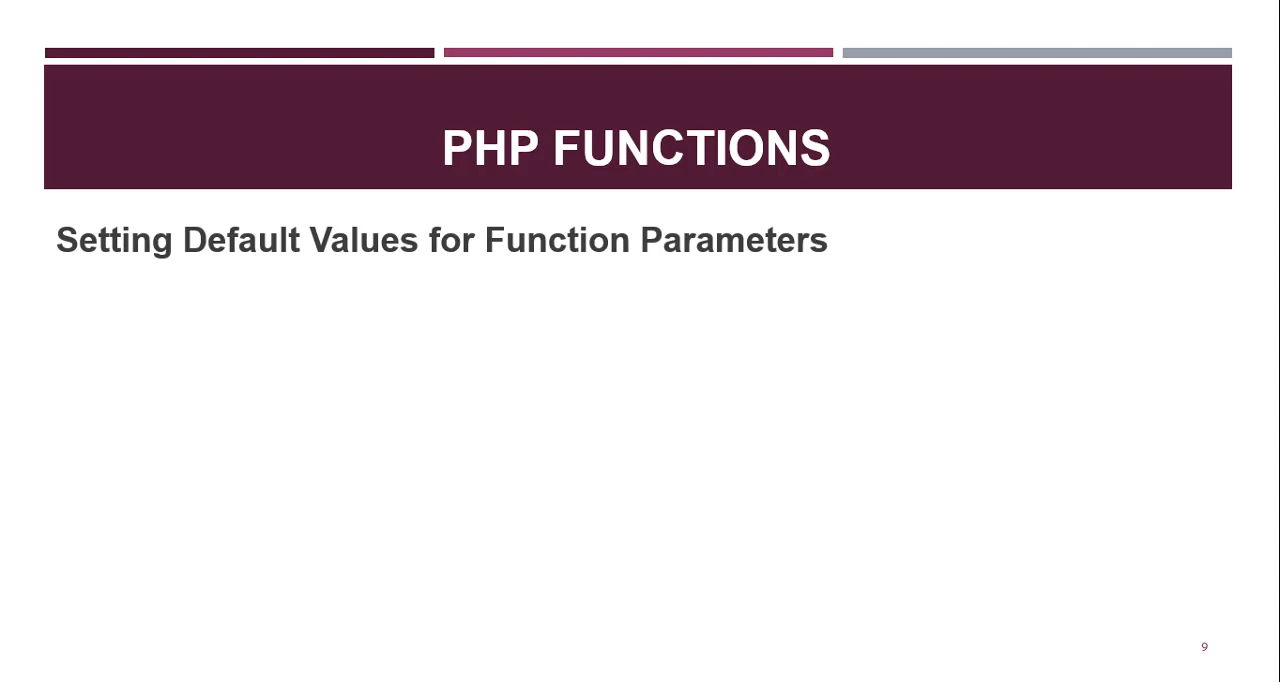 PHP FUNCTIONS
Setting Default Values for Function Parameters
9